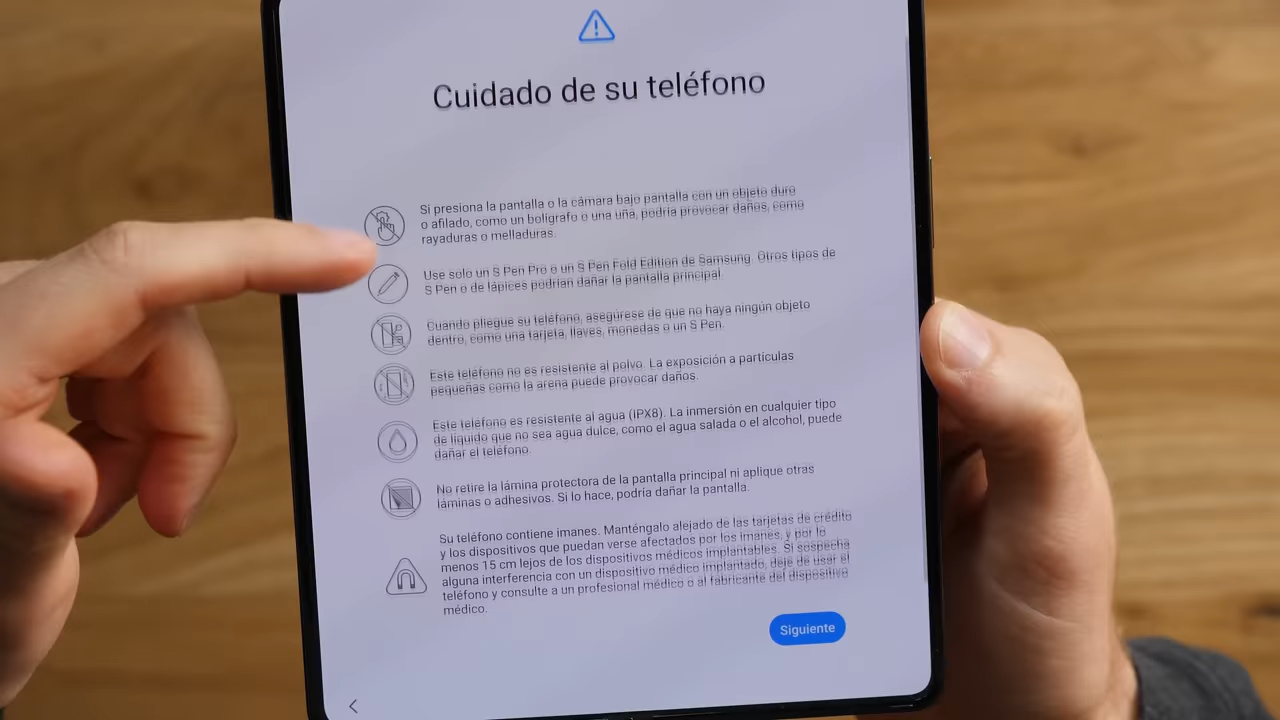 Cuidado de su teléfono
Si presiona la pantalla o la cámara bajo pantalla con un objeto duro
o afilado, como un bolígrafo o una uña, podría provocar daños, como
rayaduras o melladuras.
Use solo un S Pen Pro o un S Pen Fold Edition de Samsung. Otros tipos de
S Pen o de lápices podrían dañar la pantalla principal.
Cuando pliegue su teléfono, asegúrese de que no haya ningún objeto
dentro, como una tarjeta, llaves, monedas o un S Pen.
Este teléfono no es resistente al polvo. La exposición a partículas
pequeñas como la arena puede provocar daños.
Este teléfono es resistente al agua (IPX8). La inmersión en cualquier tipo
de líquido que no sea agua dulce, como el agua salada o el alcohol, puede
dañar el teléfono.
No retire la lámina protectora de la pantalla principal ni aplique otras
láminas o adhesivos. Si lo hace, podría dañar la pantalla.
Su teléfono contiene imanes. Manténgalo alejado de las tarjetas de crédito
y los dispositivos que puedan verse afectados por los imanes, y por lo
menos 15 cm lejos de los dispositivos médicos implantables. Si sospecha
alguna interferencia con un dispositivo médico implantado, deje de usar el
teléfono y consulte a un profesional médico o al fabricante del dispositivo
médico.
Siguiente